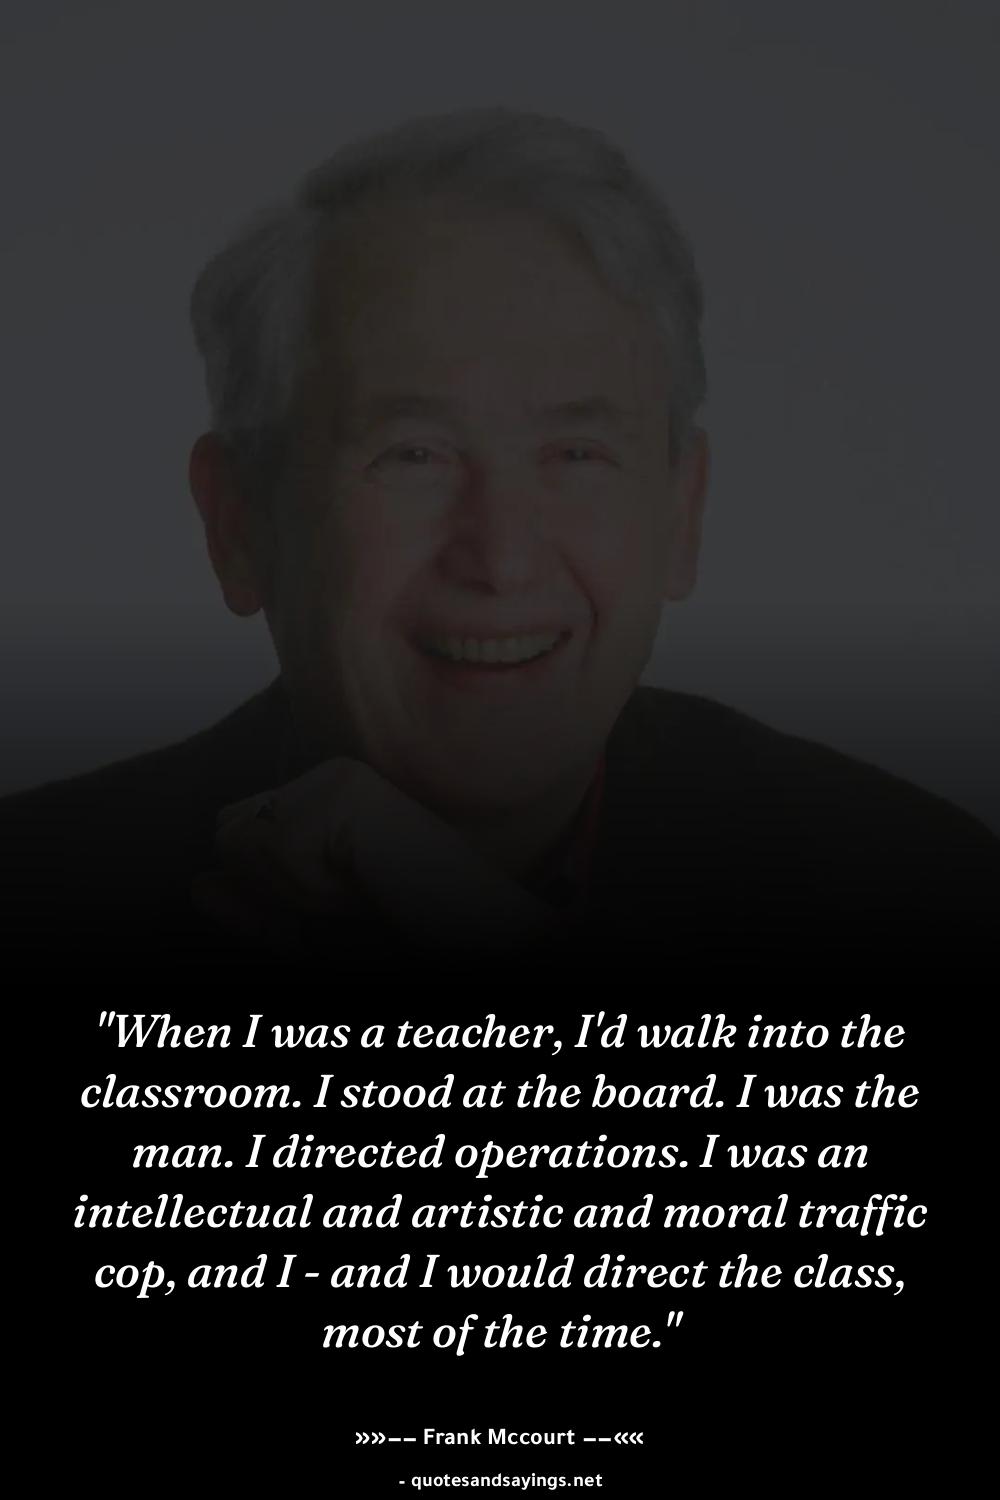 "When I was a teacher, I'd walk into the
classroom. I stood at the board. I was the
man. I directed operations. I was an
intellectual and artistic and moral traffic
cop, and I - and I would direct the class,
most of the time."
»»–– Frank Mccourt ––««
- quotesandsayings.net